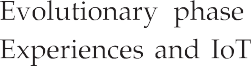 Evolutionary phase
Experiences and IoT